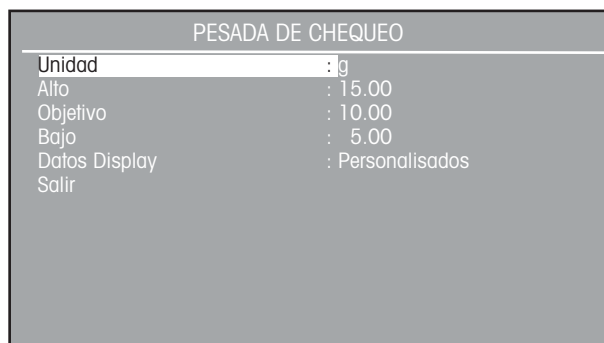 PESADA DE CHEQUEO
Unidad : g
Alto : 15.00
Objetivo : 10.00
Bajo : 5.00
Datos Display : Personalisados
Salir